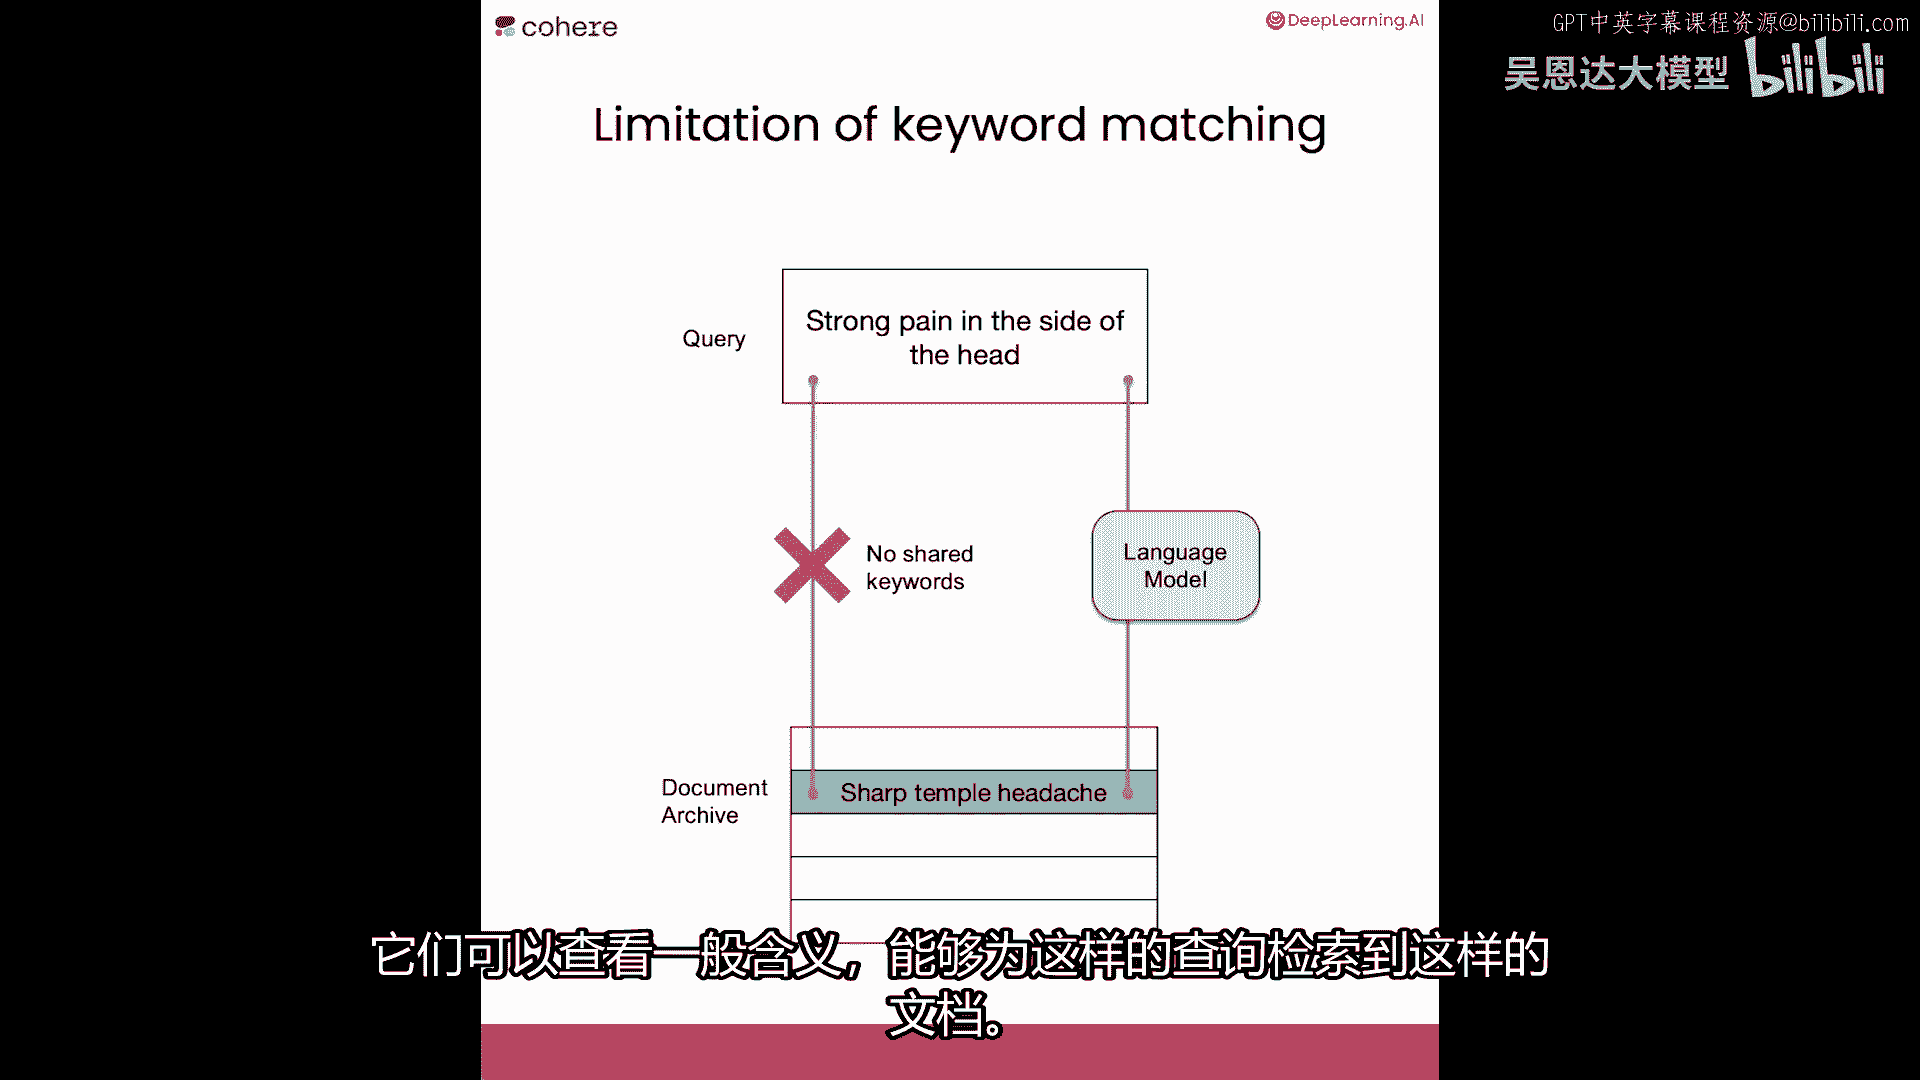 cohere
DeepLearning.AI
GPT中英字幕课程资源@bilibili.com
吴恩达大模型 bilibili
Limitation of keyword matching
Query
Strong pain in the side of
the head
No shared
keywords
Language
Model
Document
Archive
Sharp temple headache
它们可以查看一般含义，能够为这样的查询检索到这样的
文档。